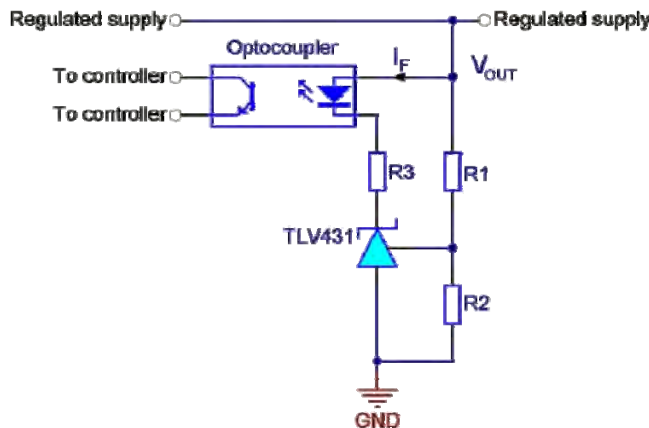 Regulated supply
Regulated supply
Optocoupler
To controller
IF
VOUT
To controller
R3
R1
TLV431
R2
GND